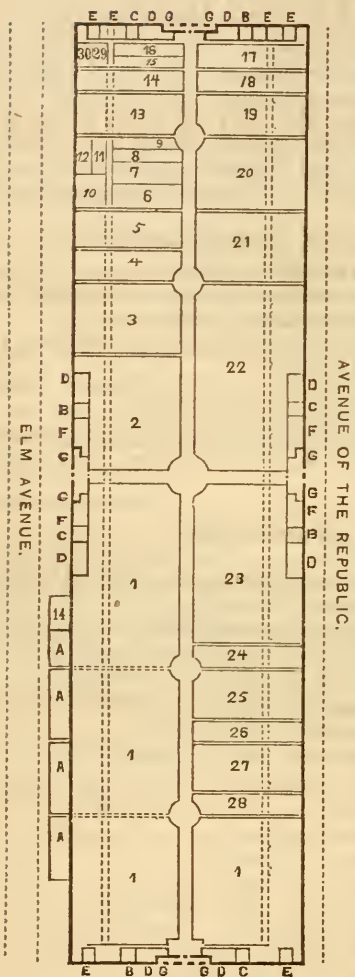 E E C D G G D B E E
30 29 16 17
15
14 18
13 19
9
12 11 8 20
7
10 6
5 21
4
3
22
D D
B C
F F
G G
2
C G
F F
C B
D D
1 23
14
A 24
A 25
26
1 27
A
28
A
1 1
E B D G G D C E
ELM AVENUE.
AVENUE OF THE REPUBLIC.